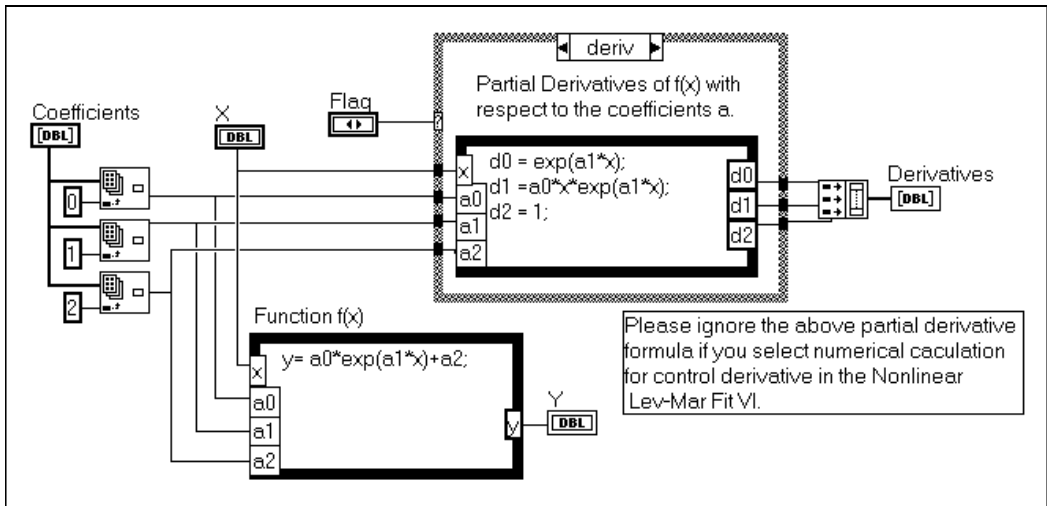 deriv
Partial Derivatives of f(x) with
respect to the coefficients a.
Coefficients
[DBL]
X
DBL
Flag
?
x
a0
a1
a2
d0 = exp(a1*x);
d1 =a0*x*exp(a1*x);
d2 = 1;
d0
d1
d2
Derivatives
[DBL]
0
1
2
Function f(x)
x
a0
a1
a2
y= a0*exp(a1*x)+a2;
y
Y
DBL
Please ignore the above partial derivative
formula if you select numerical caculation
for control derivative in the Nonlinear
Lev-Mar Fit VI.